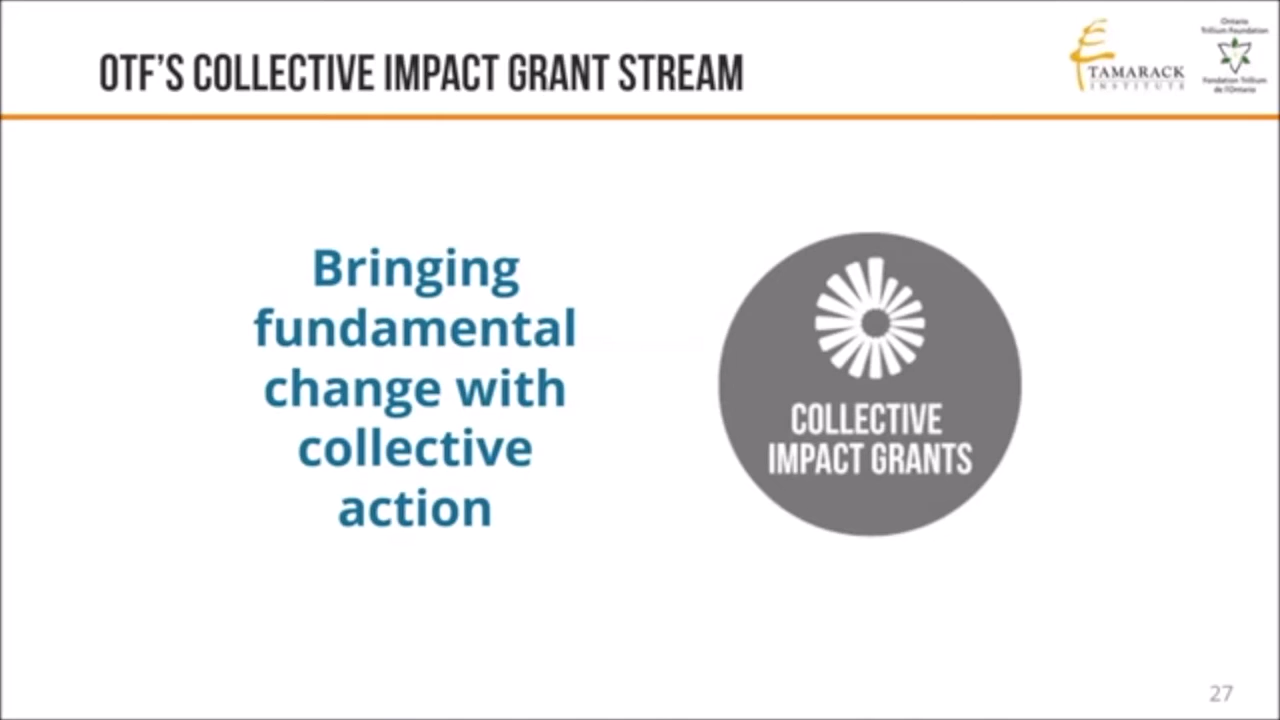 OTF'S COLLECTIVE IMPACT GRANT STREAM
TAMARACK
INSTITUTE
Ontario
Trillium Foundation
Fondation Trillium
de l'Ontario
Bringing
fundamental
change with
collective
action
COLLECTIVE
IMPACT GRANTS
27